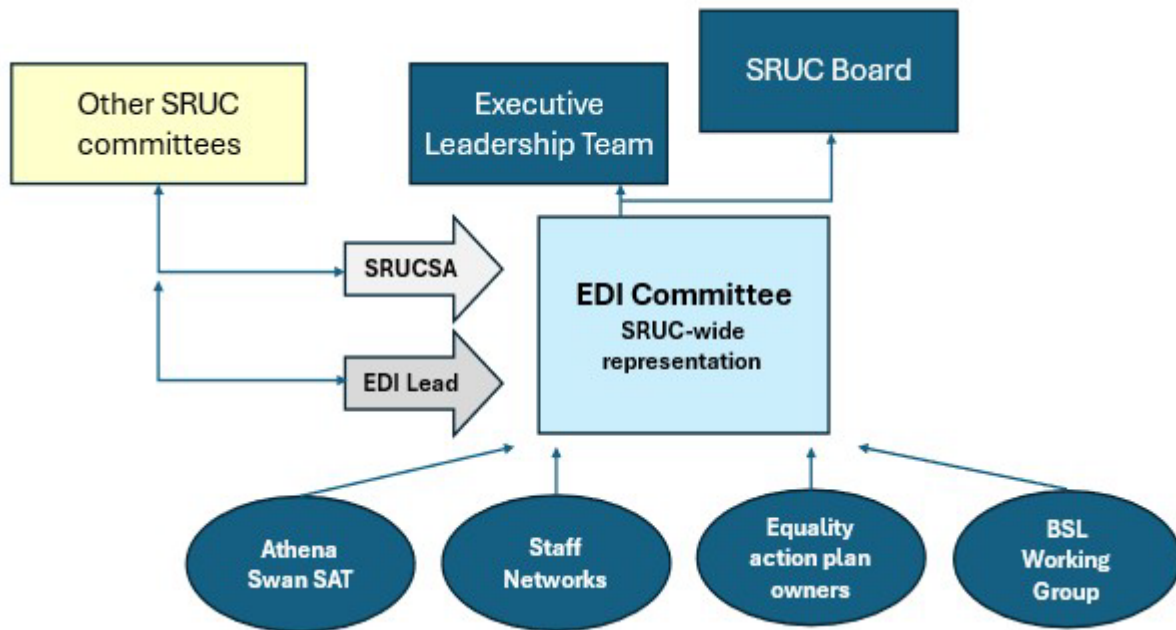 SRUC Board
Other SRUC
committees
Executive
Leadership Team
SRUCSA
EDI Lead
EDI Committee
SRUC-wide
representation
Athena
Swan SAT
Staff
Networks
Equality
action plan
owners
BSL
Working
Group